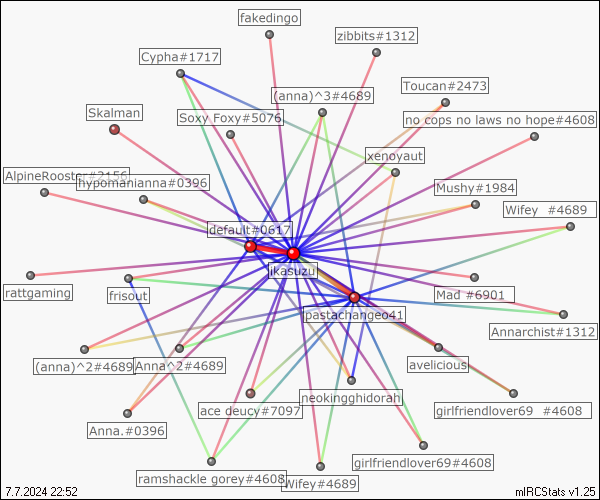 fakedingo
zibbits#1312
Cypha#1717
Toucan#2473
(anna)^3#4689
Skalman
Soxy Foxy#5076
no cops no laws no hope#4608
xenoyaut
AlpineRooster#2156
hypomanianna#0396
Mushy#1984
Wifey #4689
default#0617
ikasuzu
rattgaming
frisout
Mad #6901
pastachangeo41
Annarchist#1312
(anna)^2#4689
Anna^2#4689
avelicious
ace deucy#7097
neokingghidorah
girlfriendlover69 #4608
Anna.#0396
girlfriendlover69#4608
ramshackle gorey#4608
Wifey#4689
7.7.2024 22:52
mIRCStats v1.25